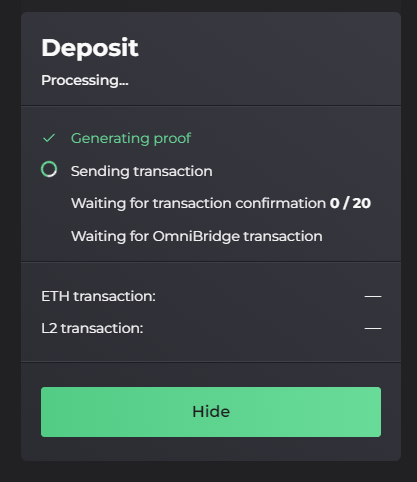 Deposit
Processing...
Generating proof
Sending transaction
Waiting for transaction confirmation 0 / 20
Waiting for OmniBridge transaction
ETH transaction: —
L2 transaction: —
Hide